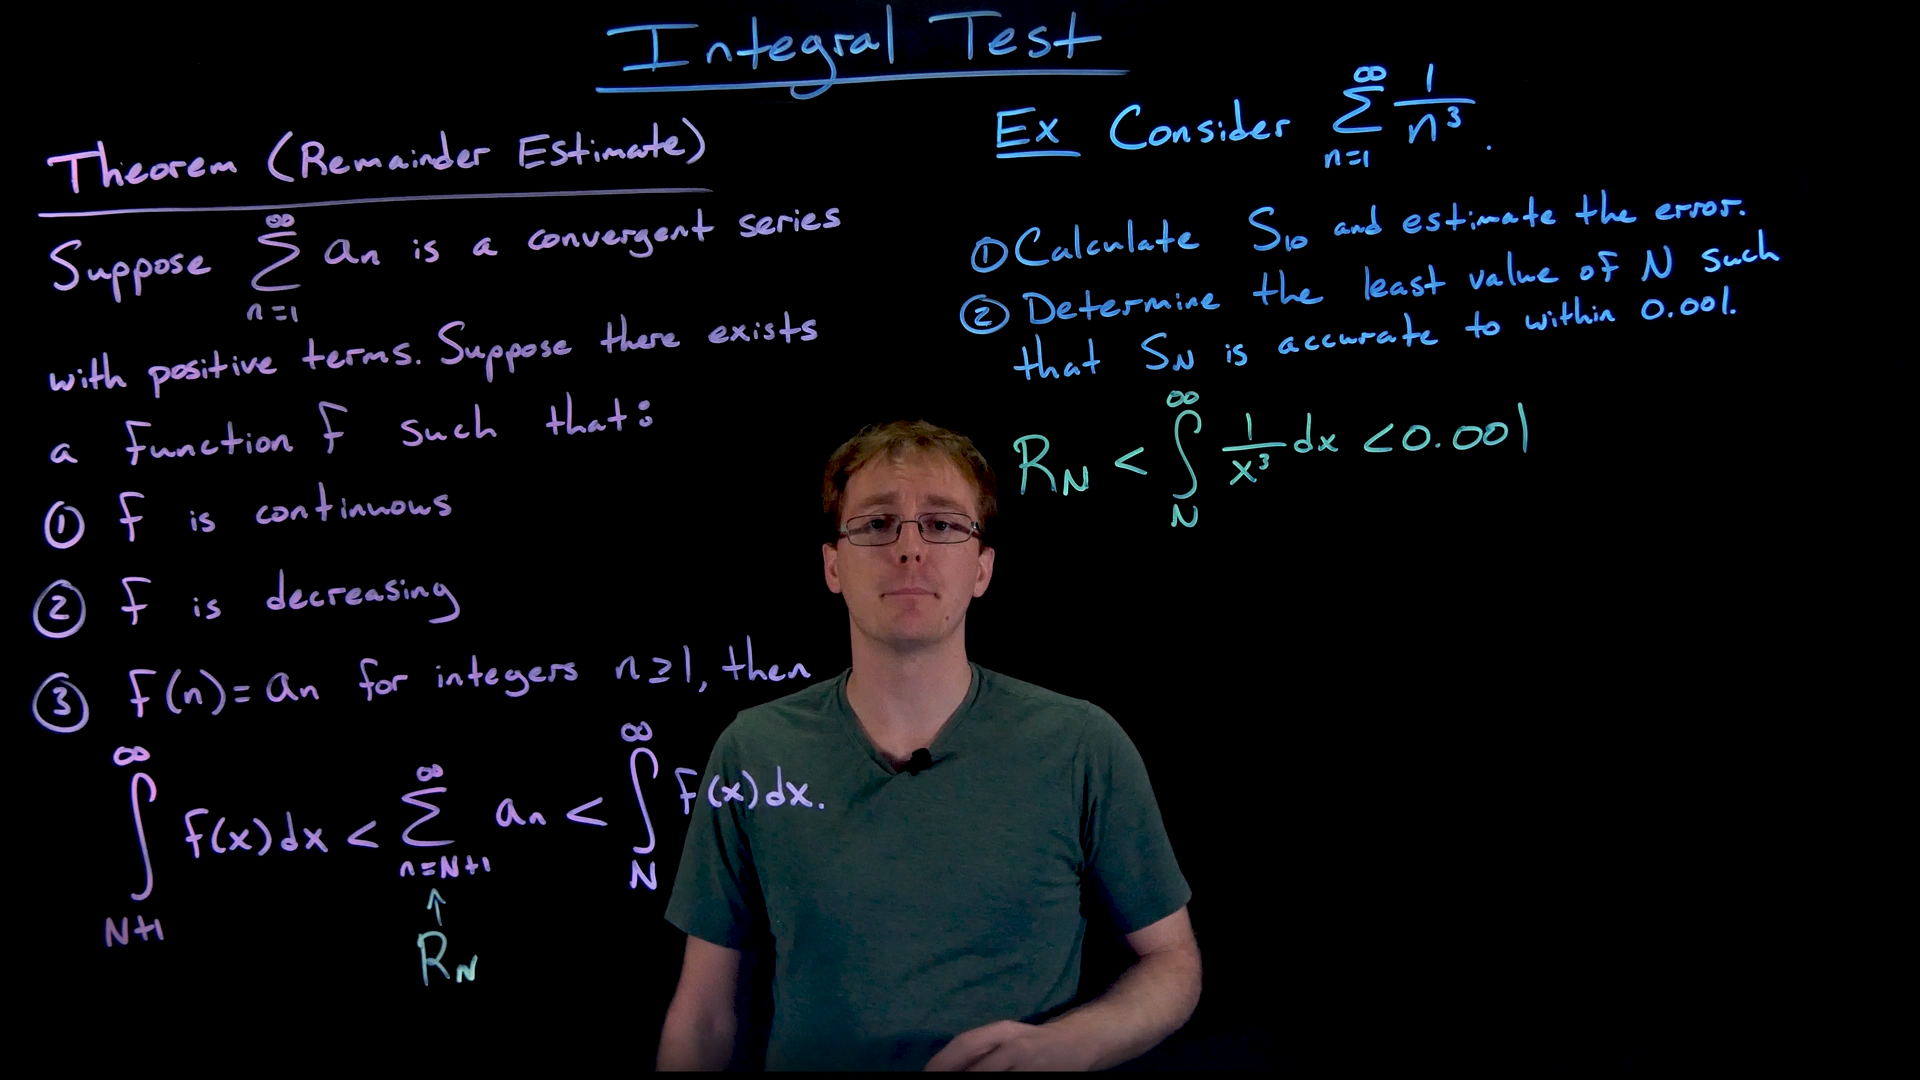 Integral Test
Theorem (Remainder Estimate)
Suppose ∞ Σ n=1 an is a convergent series
with positive terms. Suppose there exists
a function f such that:
① f is continuous
② f is decreasing
③ f(n)=an for integers n≥1, then
∞ ∫ N+1 f(x)dx < ∞ Σ n=N+1 an < ∞ ∫ N f(x)dx.
↑
RN
Ex Consider ∞ Σ n=1 1/n³.
① Calculate S10 and estimate the error.
② Determine the least value of N such
that SN is accurate to within 0.001.
RN < ∞ ∫ N 1/x³ dx < 0.001